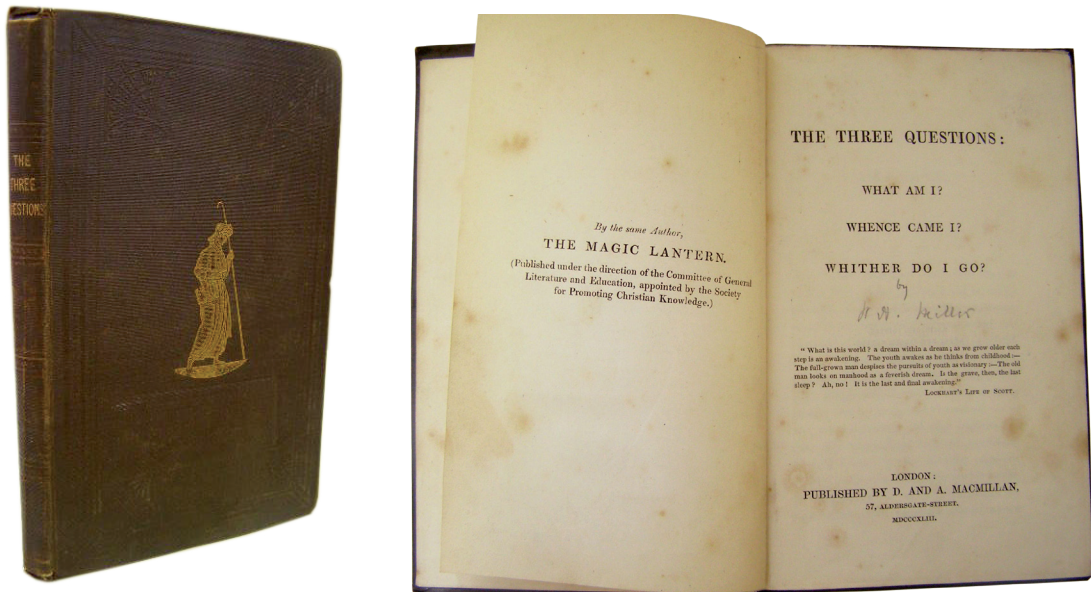 THE
THREE
QUESTIONS
By the same Author,
THE MAGIC LANTERN.
(Published under the direction of the Committee of General
Literature and Education, appointed by the Society
for Promoting Christian Knowledge.)
THE THREE QUESTIONS:
WHAT AM I?
WHENCE CAME I?
WHITHER DO I GO?
by
Miller
" What is this world? a dream within a dream; as we grow older each
step is an awakening. The youth awakes as he thinks from childhood:—
The full-grown man despises the pursuits of youth as visionary:—The old
man looks on manhood as a feverish dream. Is the grave, then, the last
sleep? Ah, no! It is the last and final awakening."
LOCKHART'S LIFE OF SCOTT.
LONDON:
PUBLISHED BY D. AND A. MACMILLAN,
57, ALDERSGATE-STREET.
MDCCCXLIII.